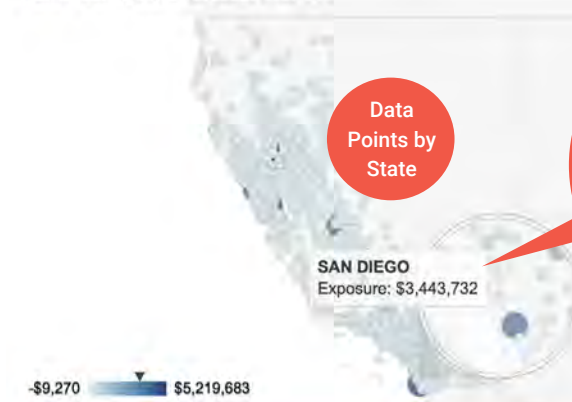 Data
Points by
State
SAN DIEGO
Exposure: $3,443,732
-$9,270 $5,219,683